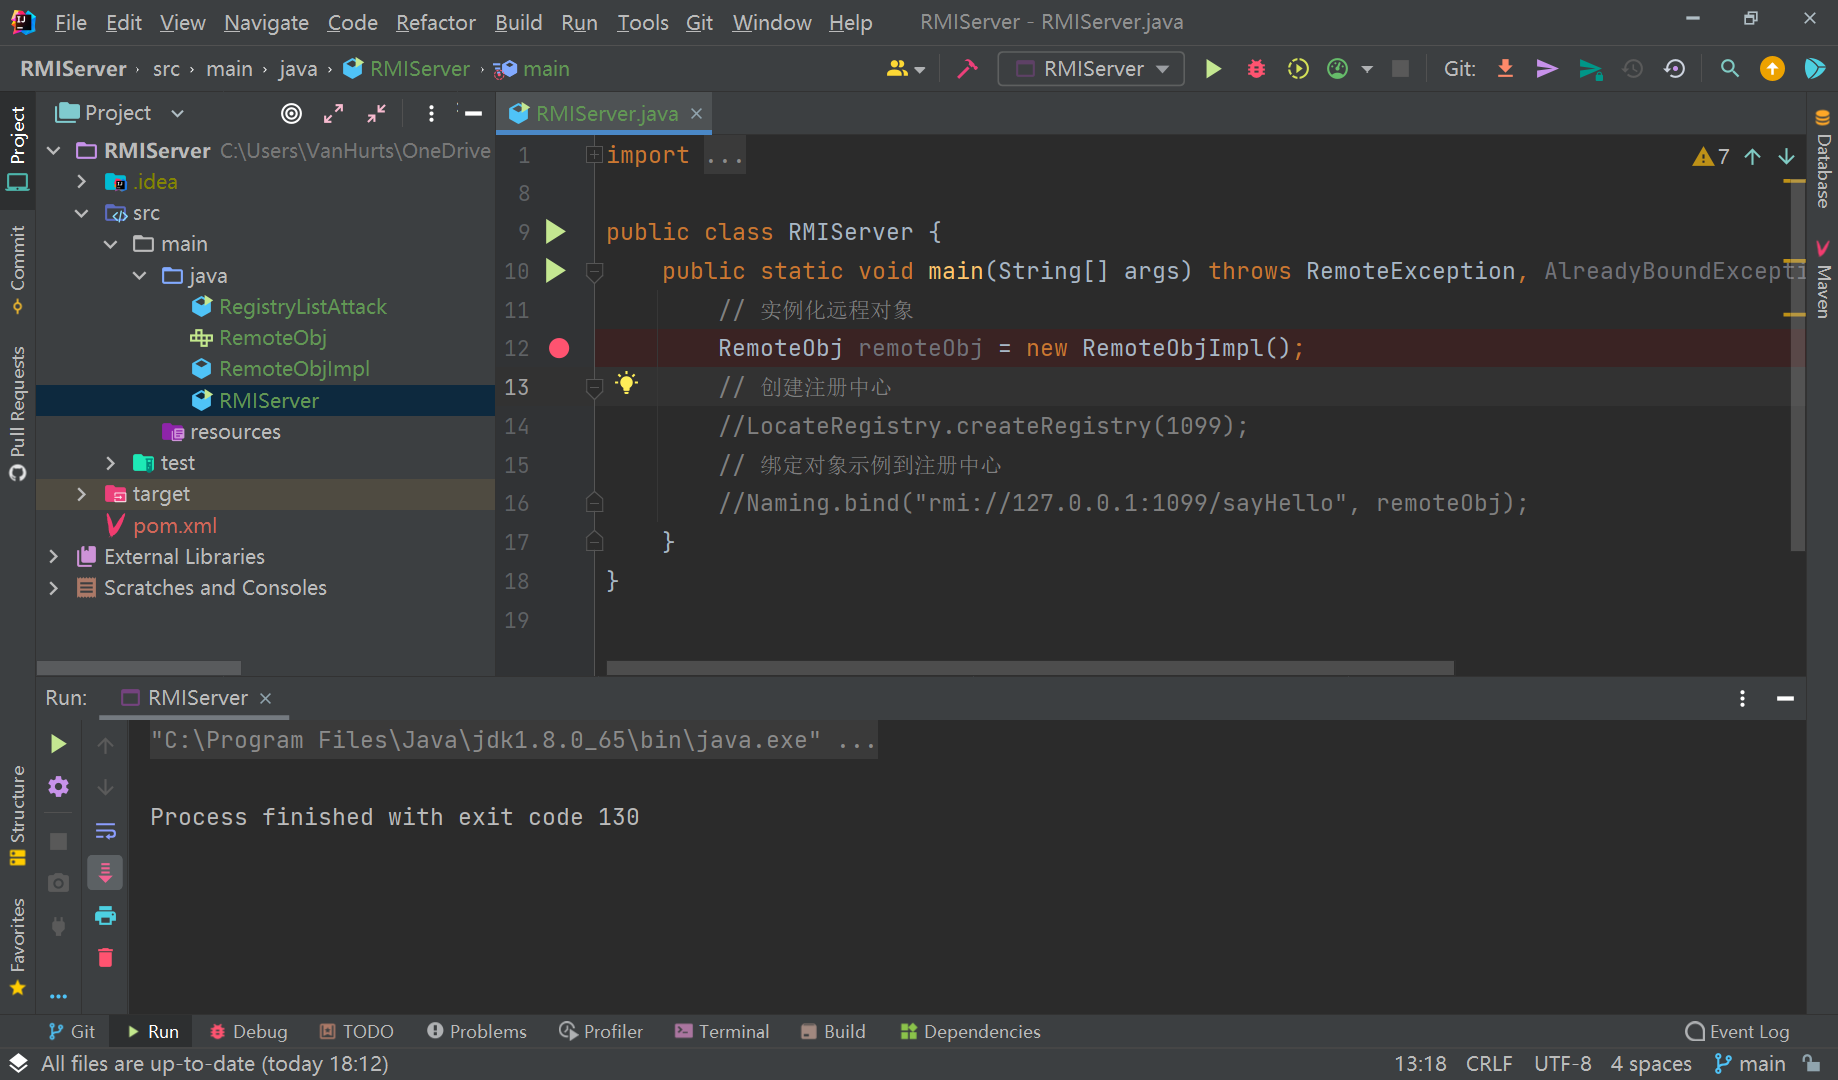 File Edit View Navigate Code Refactor Build Run Tools Git Window Help RMIServer - RMIServer.java
RMIServer › src › main › java › RMIServer › main
RMIServer
Git:
Project
RMIServer.java
RMIServer C:\Users\VanHurts\OneDrive
.idea
src
main
java
RegistryListAttack
RemoteObj
RemoteObjImpl
RMIServer
resources
test
target
pom.xml
External Libraries
Scratches and Consoles
Project
Commit
Pull Requests
Structure
Favorites
7
1 import ...
8
9 public class RMIServer {
10 public static void main(String[] args) throws RemoteException, AlreadyBoundExcepti
11 // 实例化远程对象
12 RemoteObj remoteObj = new RemoteObjImpl();
13 // 创建注册中心
14 //LocateRegistry.createRegistry(1099);
15 // 绑定对象示例到注册中心
16 //Naming.bind("rmi://127.0.0.1:1099/sayHello", remoteObj);
17 }
18 }
19
Database
Maven
Run: RMIServer
"C:\Program Files\Java\jdk1.8.0_65\bin\java.exe" ...
Process finished with exit code 130
Git Run Debug TODO Problems Profiler Terminal Build Dependencies Event Log
All files are up-to-date (today 18:12) 13:18 CRLF UTF-8 4 spaces main